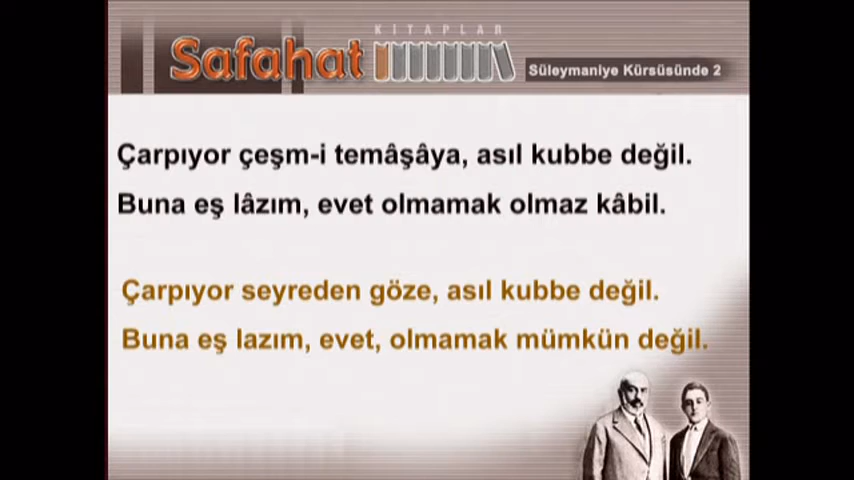 KİTAPLAR
Safahat
Süleymaniye Kürsüsünde 2
Çarpıyor çeşm-i temâşâya, asıl kubbe değil.
Buna eş lâzım, evet olmamak olmaz kâbil.
Çarpıyor seyreden göze, asıl kubbe değil.
Buna eş lazım, evet, olmamak mümkün değil.